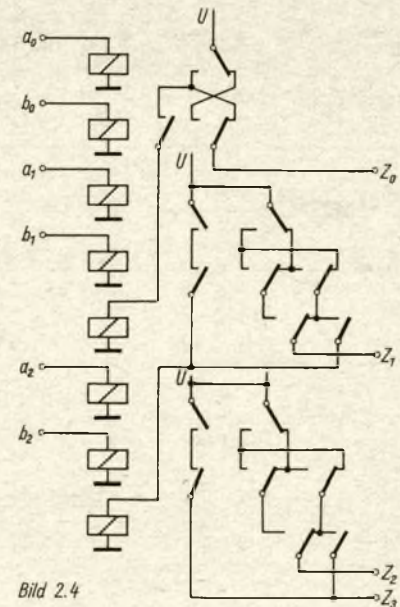 U
a₀
b₀
a₁
U
Z₀
b₁
Z₁
a₂
U
b₂
Z₂
Z₃
Bild 2.4